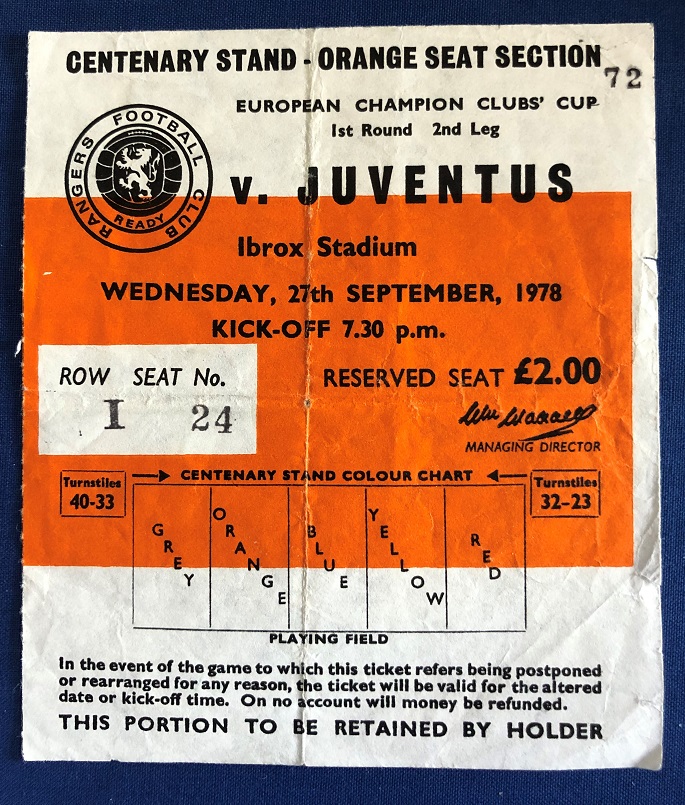 CENTENARY STAND - ORANGE SEAT SECTION
72
EUROPEAN CHAMPION CLUBS' CUP
1st Round 2nd Leg
RANGERS FOOTBALL CLUB
READY
v. JUVENTUS
Ibrox Stadium
WEDNESDAY, 27th SEPTEMBER, 1978
KICK-OFF 7.30 p.m.
ROW SEAT No.
I 24
RESERVED SEAT £2.00
MANAGING DIRECTOR
Turnstiles
40-33
CENTENARY STAND COLOUR CHART
Turnstiles
32-23
GREY
ORANGE
BLUE
YELLOW
RED
PLAYING FIELD
In the event of the game to which this ticket refers being postponed
or rearranged for any reason, the ticket will be valid for the altered
date or kick-off time. On no account will money be refunded.
THIS PORTION TO BE RETAINED BY HOLDER